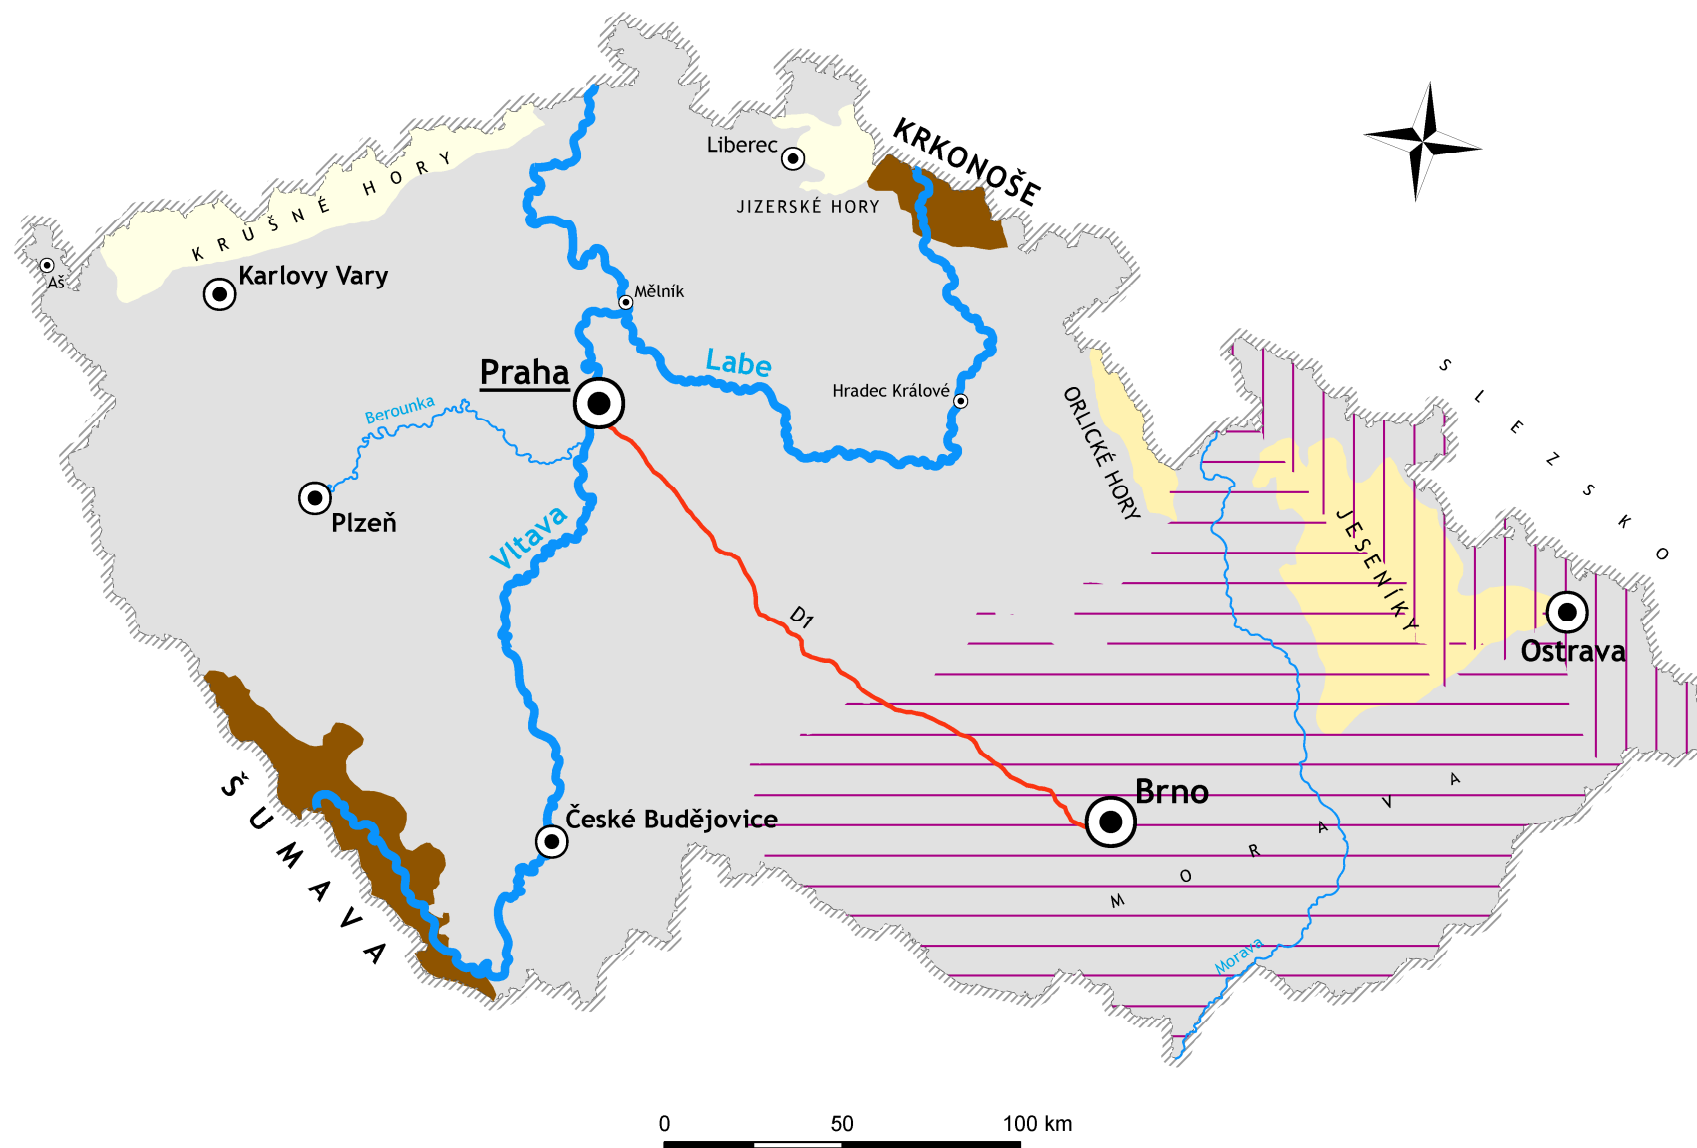 KRKONOŠE
Liberec
KRUŠNÉ HORY
JIZERSKÉ HORY
Karlovy Vary
Aš
Mělník
Labe
Praha
Hradec Králové
SLEZSKO
Berounka
ORLICKÉ HORY
Plzeň
Vltava
JESENÍKY
D1
Ostrava
ŠUMAVA
České Budějovice
Brno
MORAVA
Morava
0 50 100 km